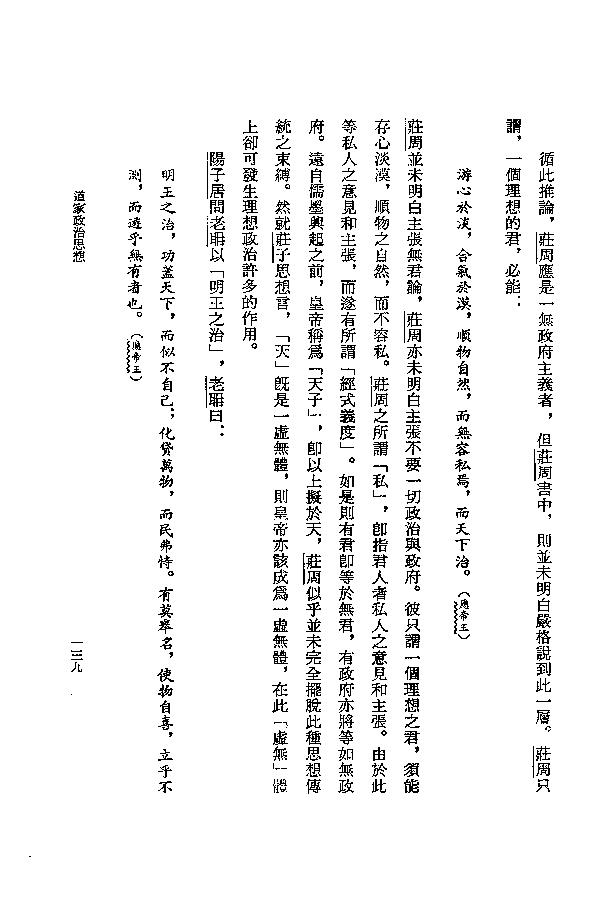 循此推論，莊周應是一無政府主義者，但莊周書中，則並未明白嚴格說到此一層。莊周只
謂，一個理想的君，必能：
游心於淡，合氣於漠，順物自然，而無容私焉，而天下治。（應帝王）
莊周並未明白主張無君論，莊周亦未明白主張不要一切政治與政府。彼只謂一個理想之君，須能
存心淡漠，順物之自然，而不容私。莊周之所謂「私」，卽指君人者私人之意見和主張。由於此
等私人之意見和主張，而遂有所謂「經式義度」。如是則有君卽等於無君，有政府亦將等如無政
府。遠自儒墨興起之前，皇帝稱爲「天子」，卽以上擬於天，莊周似乎並未完全擺脫此種思想傳
統之束縛。然就莊子思想言，「天」旣是一虛無體，則皇帝亦該成爲一虛無體，在此「虛無」體
上卻可發生理想政治許多的作用。
陽子居問老聃以「明王之治」，老聃曰：
明王之治，功蓋天下，而似不自己；化貸萬物，而民弗恃。有莫舉名，使物自喜，立乎不
測，而遊乎無有者也。（應帝王）
道家政治思想
一三九